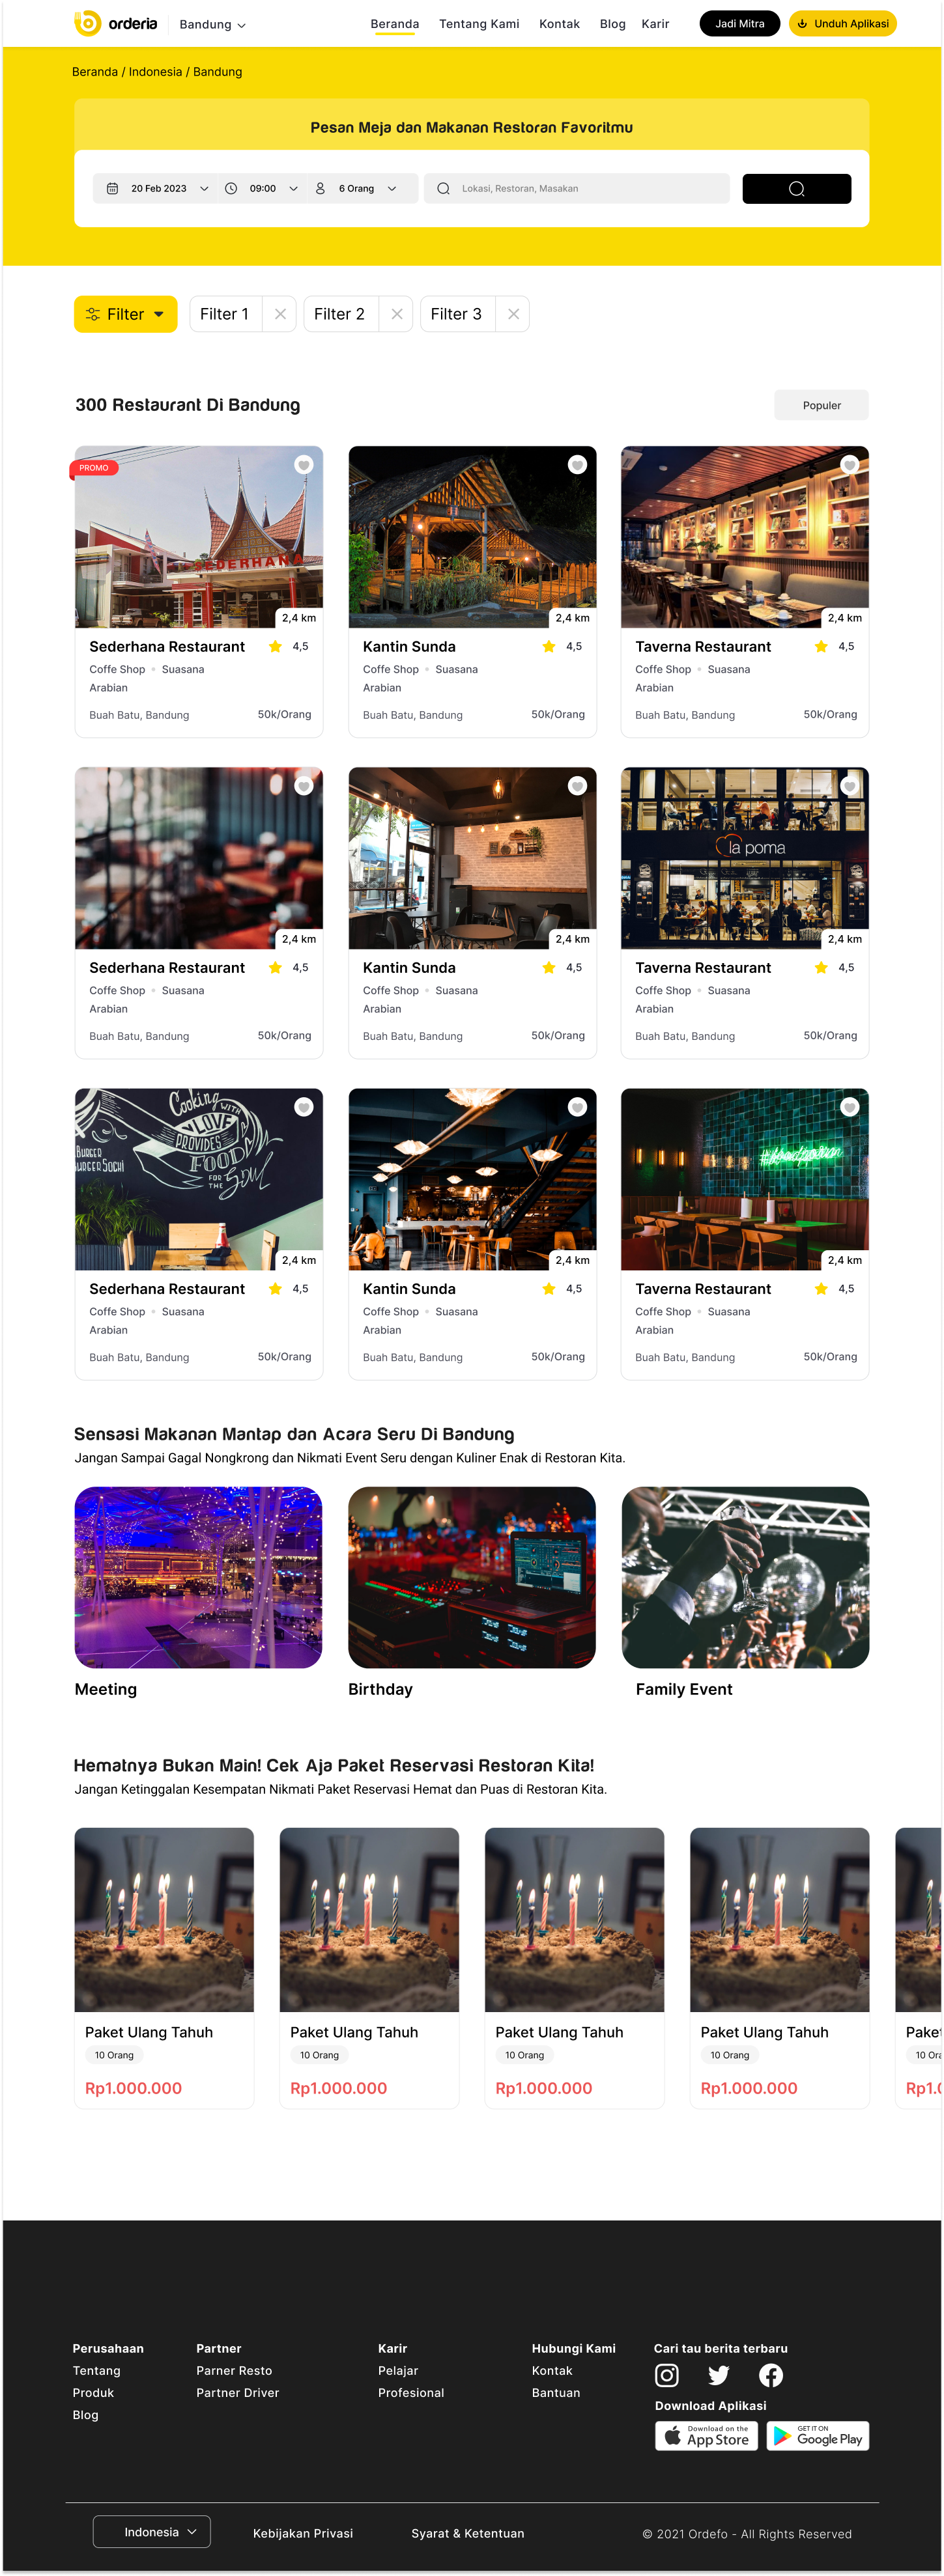 orderia
Bandung
Beranda
Tentang Kami
Kontak
Blog
Karir
Jadi Mitra
Unduh Aplikasi
Beranda / Indonesia / Bandung
Pesan Meja dan Makanan Restoran Favoritmu
20 Feb 2023
09:00
6 Orang
Lokasi, Restoran, Masakan
Filter
Filter 1
Filter 2
Filter 3
300 Restaurant Di Bandung
Populer
PROMO
SEDERHANA
2,4 km
Sederhana Restaurant
4,5
Coffe Shop
Suasana
Arabian
Buah Batu, Bandung
50k/Orang
2,4 km
Kantin Sunda
4,5
Coffe Shop
Suasana
Arabian
Buah Batu, Bandung
50k/Orang
2,4 km
Taverna Restaurant
4,5
Coffe Shop
Suasana
Arabian
Buah Batu, Bandung
50k/Orang
2,4 km
Sederhana Restaurant
4,5
Coffe Shop
Suasana
Arabian
Buah Batu, Bandung
50k/Orang
2,4 km
Kantin Sunda
4,5
Coffe Shop
Suasana
Arabian
Buah Batu, Bandung
50k/Orang
la poma
2,4 km
Taverna Restaurant
4,5
Coffe Shop
Suasana
Arabian
Buah Batu, Bandung
50k/Orang
Cooking WITH
LOVE
PROVIDES
FOOD
FOR THE Soul
BURGER
2,4 km
Sederhana Restaurant
4,5
Coffe Shop
Suasana
Arabian
Buah Batu, Bandung
50k/Orang
2,4 km
Kantin Sunda
4,5
Coffe Shop
Suasana
Arabian
Buah Batu, Bandung
50k/Orang
2,4 km
Taverna Restaurant
4,5
Coffe Shop
Suasana
Arabian
Buah Batu, Bandung
50k/Orang
Sensasi Makanan Mantap dan Acara Seru Di Bandung
Jangan Sampai Gagal Nongkrong dan Nikmati Event Seru dengan Kuliner Enak di Restoran Kita.
Meeting
Birthday
Family Event
Hematnya Bukan Main! Cek Aja Paket Reservasi Restoran Kita!
Jangan Ketinggalan Kesempatan Nikmati Paket Reservasi Hemat dan Puas di Restoran Kita.
Paket Ulang Tahuh
10 Orang
Rp1.000.000
Paket Ulang Tahuh
10 Orang
Rp1.000.000
Paket Ulang Tahuh
10 Orang
Rp1.000.000
Paket Ulang Tahuh
10 Orang
Rp1.000.000
Paket
10 Ora
Rp1.0
Perusahaan
Tentang
Produk
Blog
Partner
Parner Resto
Partner Driver
Karir
Pelajar
Profesional
Hubungi Kami
Kontak
Bantuan
Cari tau berita terbaru
Download Aplikasi
Download on the
App Store
GET IT ON
Google Play
Indonesia
Kebijakan Privasi
Syarat & Ketentuan
© 2021 Ordefo - All Rights Reserved